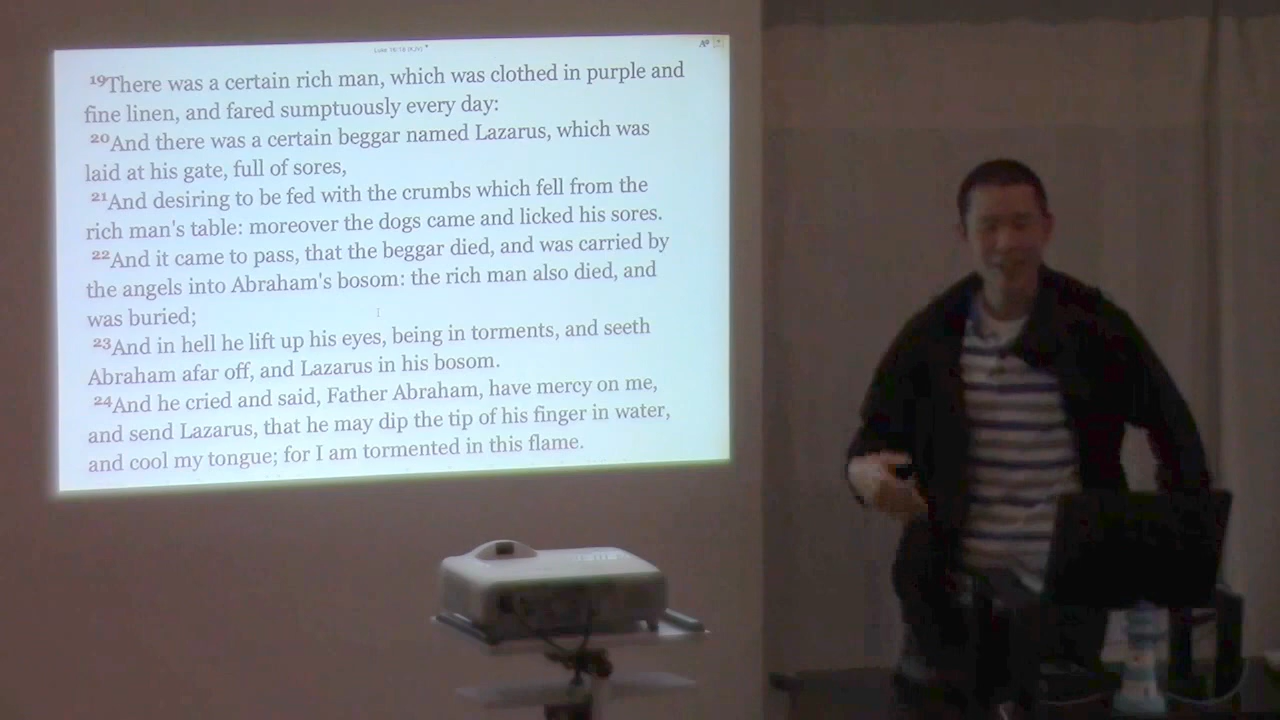 19There was a certain rich man, which was clothed in purple and
fine linen, and fared sumptuously every day:
20And there was a certain beggar named Lazarus, which was
laid at his gate, full of sores,
21And desiring to be fed with the crumbs which fell from the
rich man's table: moreover the dogs came and licked his sores.
22And it came to pass, that the beggar died, and was carried by
the angels into Abraham's bosom: the rich man also died, and
was buried;
23And in hell he lift up his eyes, being in torments, and seeth
Abraham afar off, and Lazarus in his bosom.
24And he cried and said, Father Abraham, have mercy on me,
and send Lazarus, that he may dip the tip of his finger in water,
and cool my tongue; for I am tormented in this flame.